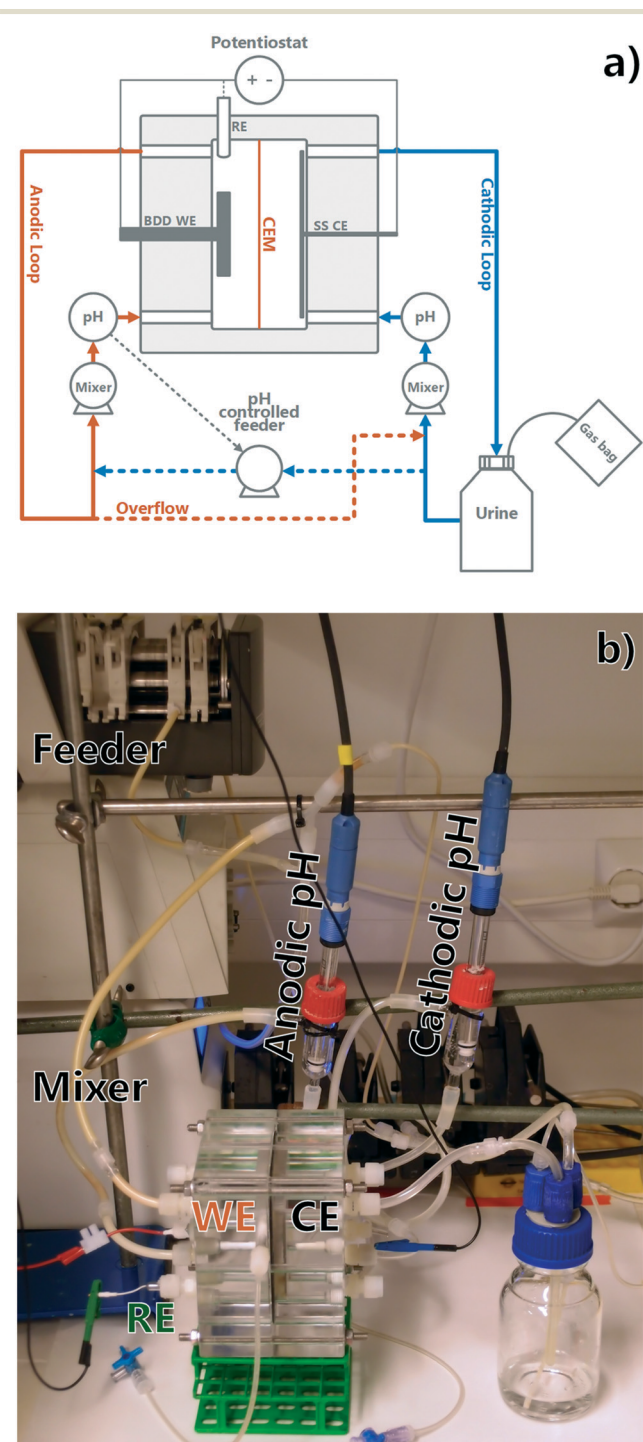 a)
Potentiostat
+ -
RE
BDD WE
CEM
SS CE
Anodic Loop
Cathodic Loop
pH
pH
Mixer
Mixer
pH
controlled
feeder
Gas bag
Overflow
Urine
b)
Feeder
Anodic pH
Cathodic pH
Mixer
WE
CE
RE